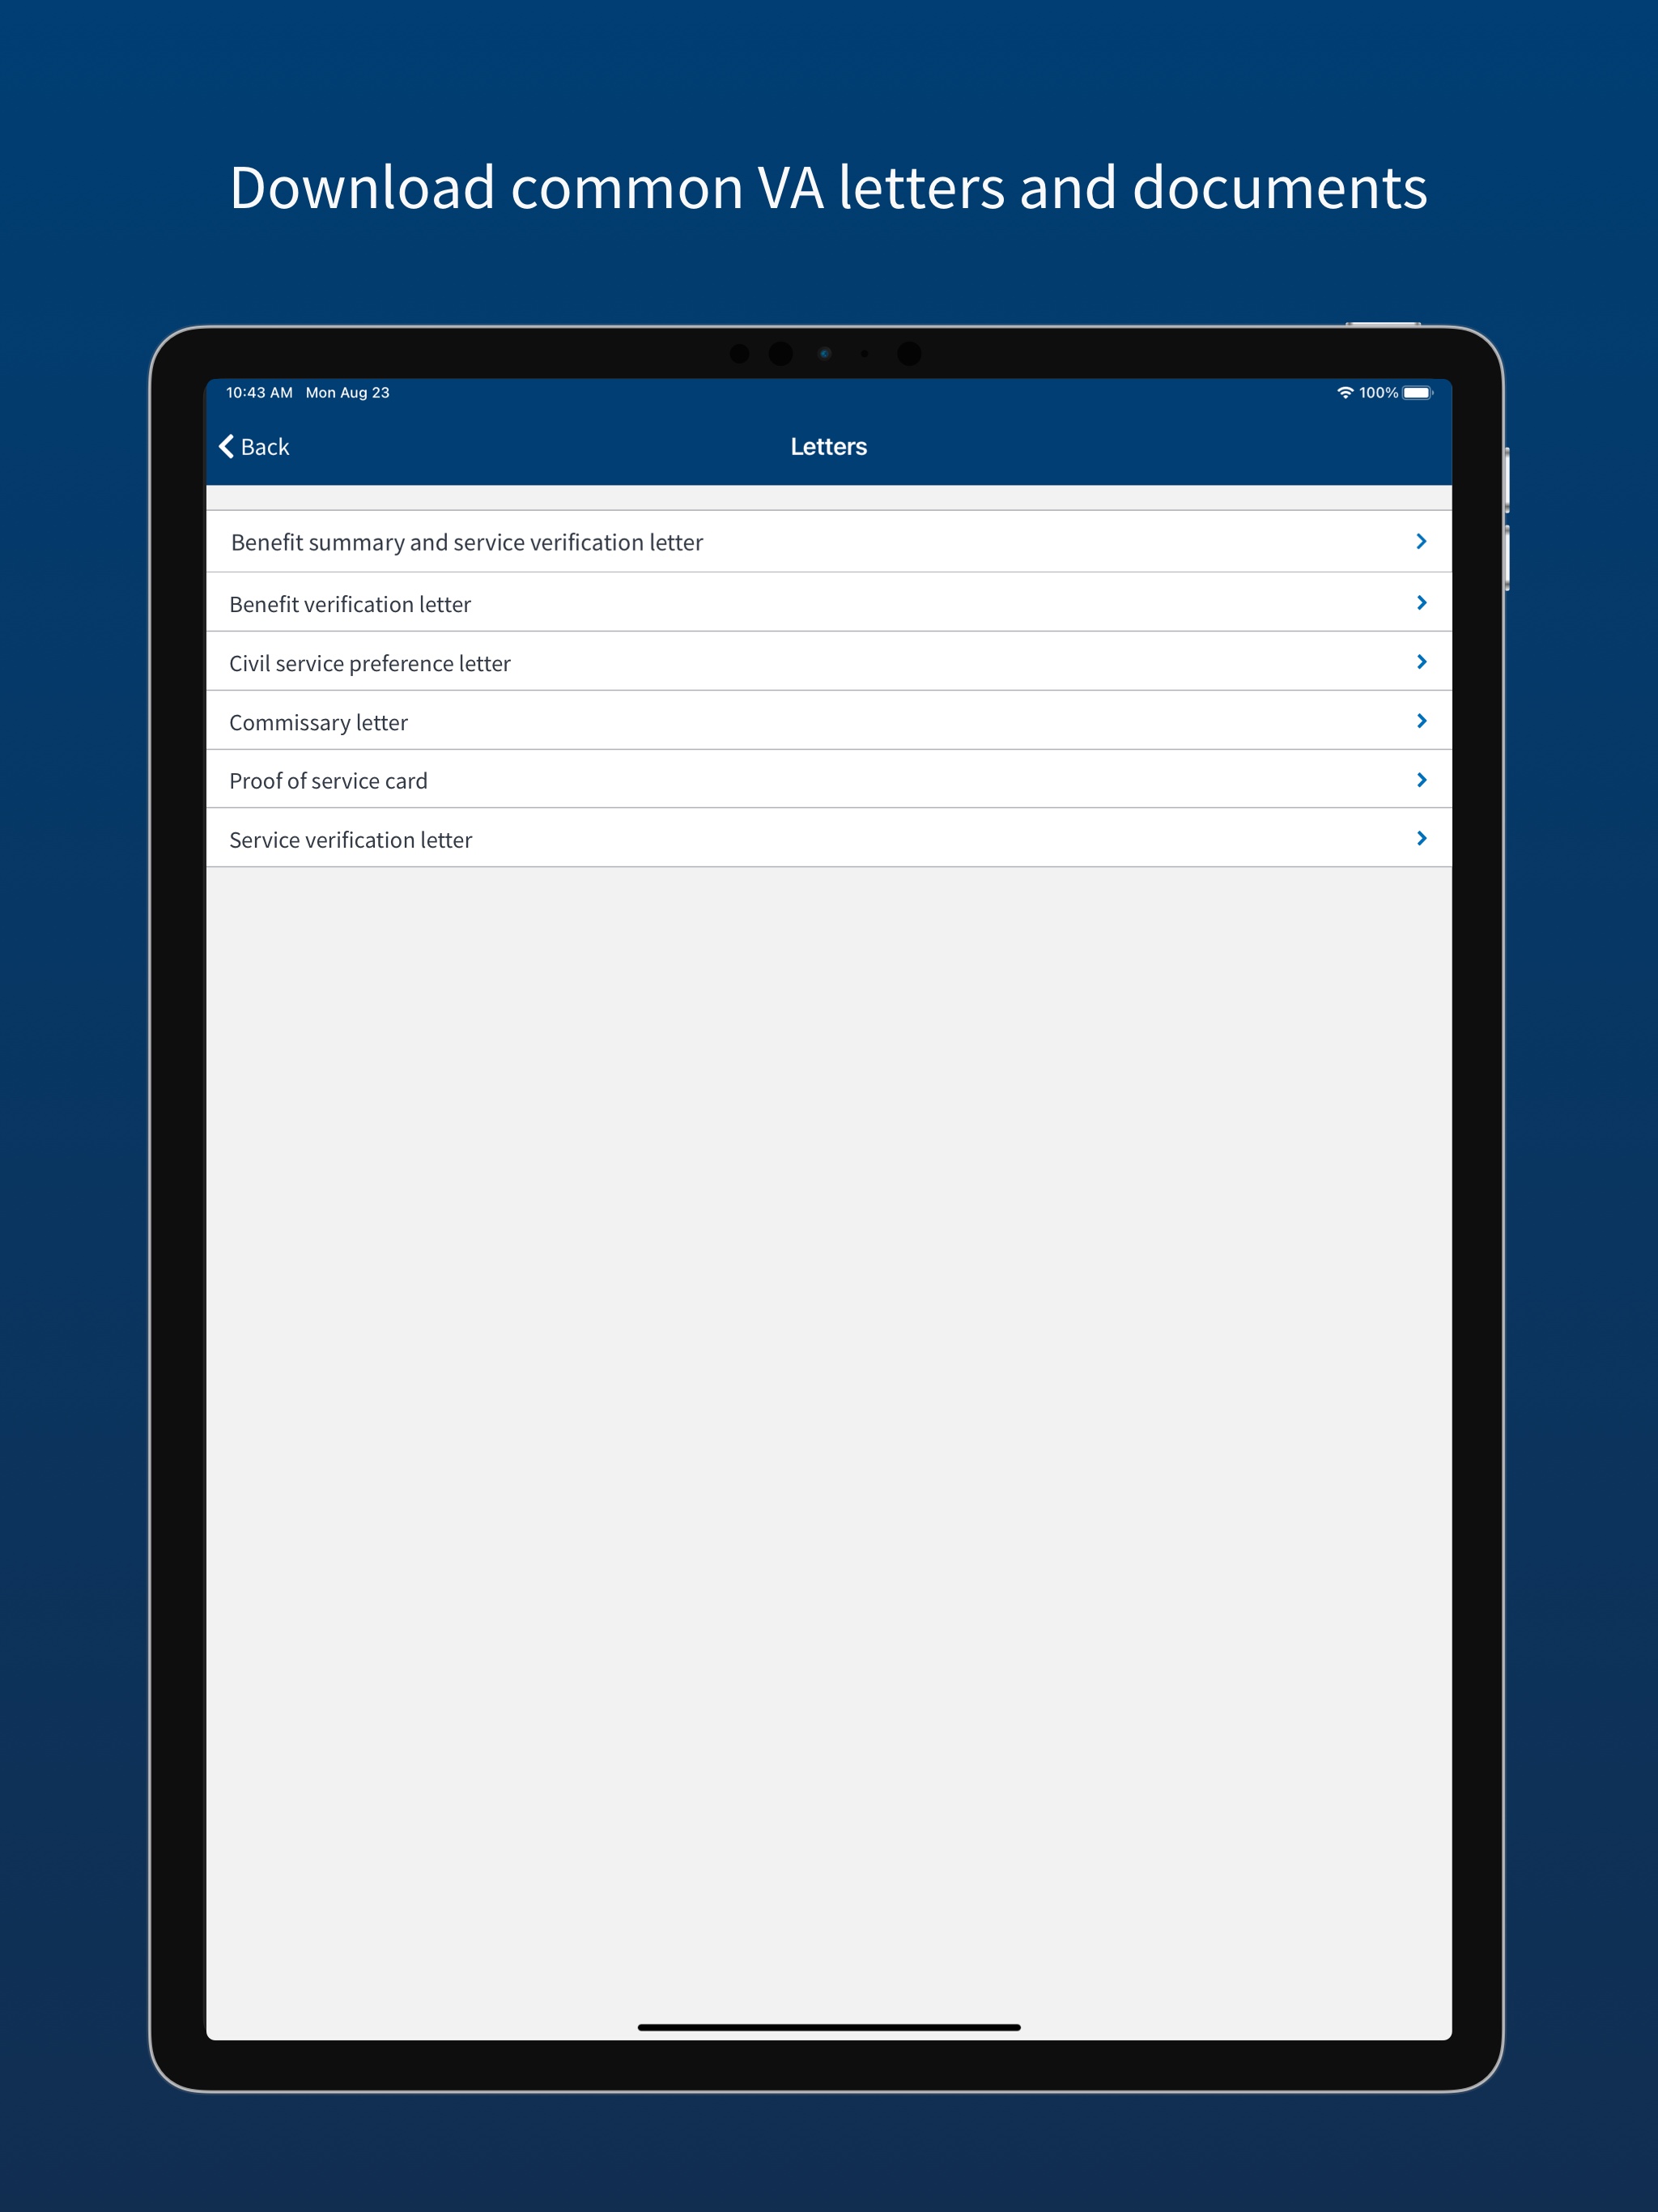 Download common VA letters and documents
10:43 AM Mon Aug 23
100%
Back
Letters
Benefit summary and service verification letter
Benefit verification letter
Civil service preference letter
Commissary letter
Proof of service card
Service verification letter